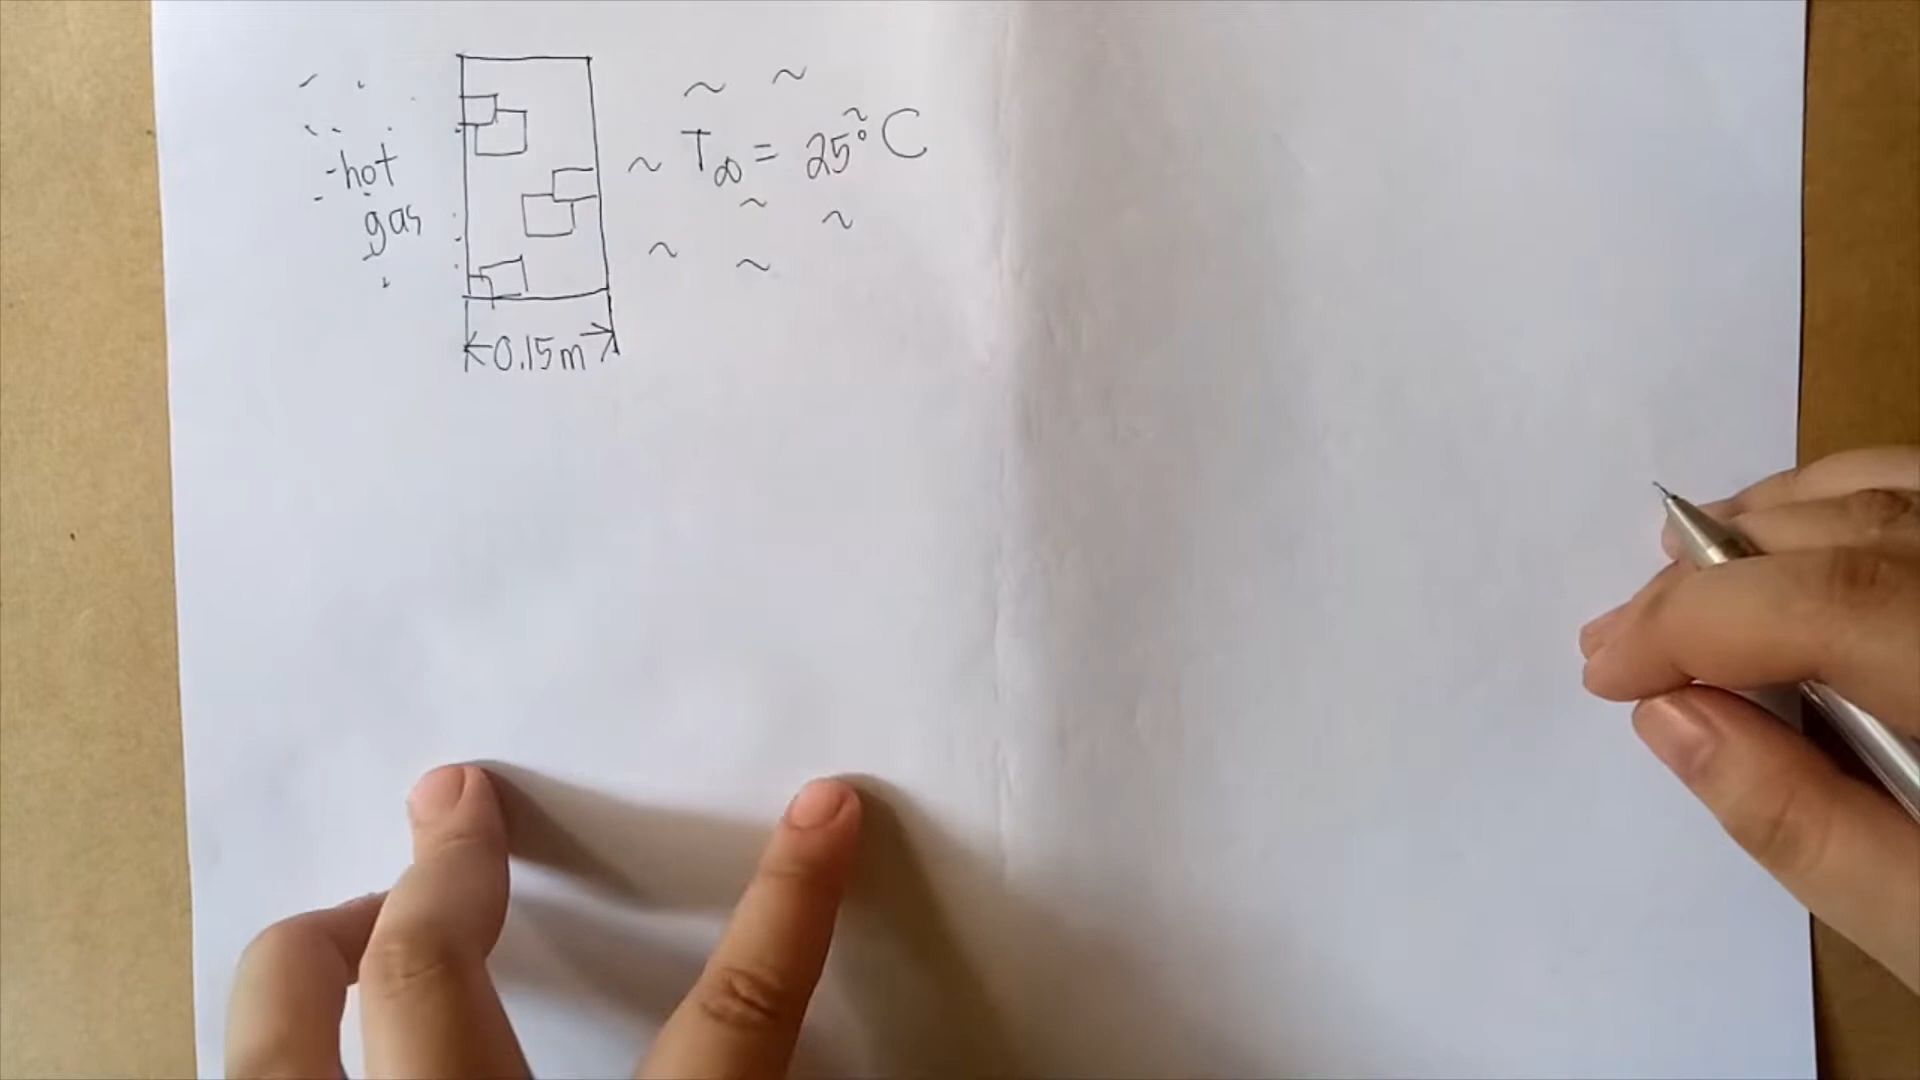 hot
gas
T∞ = 25°C
0.15m